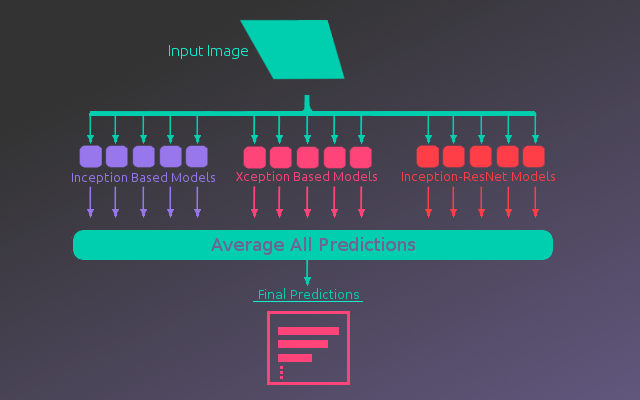 Input Image
Inception Based Models
Xception Based Models
Inception-ResNet Models
Average All Predictions
Final Predictions